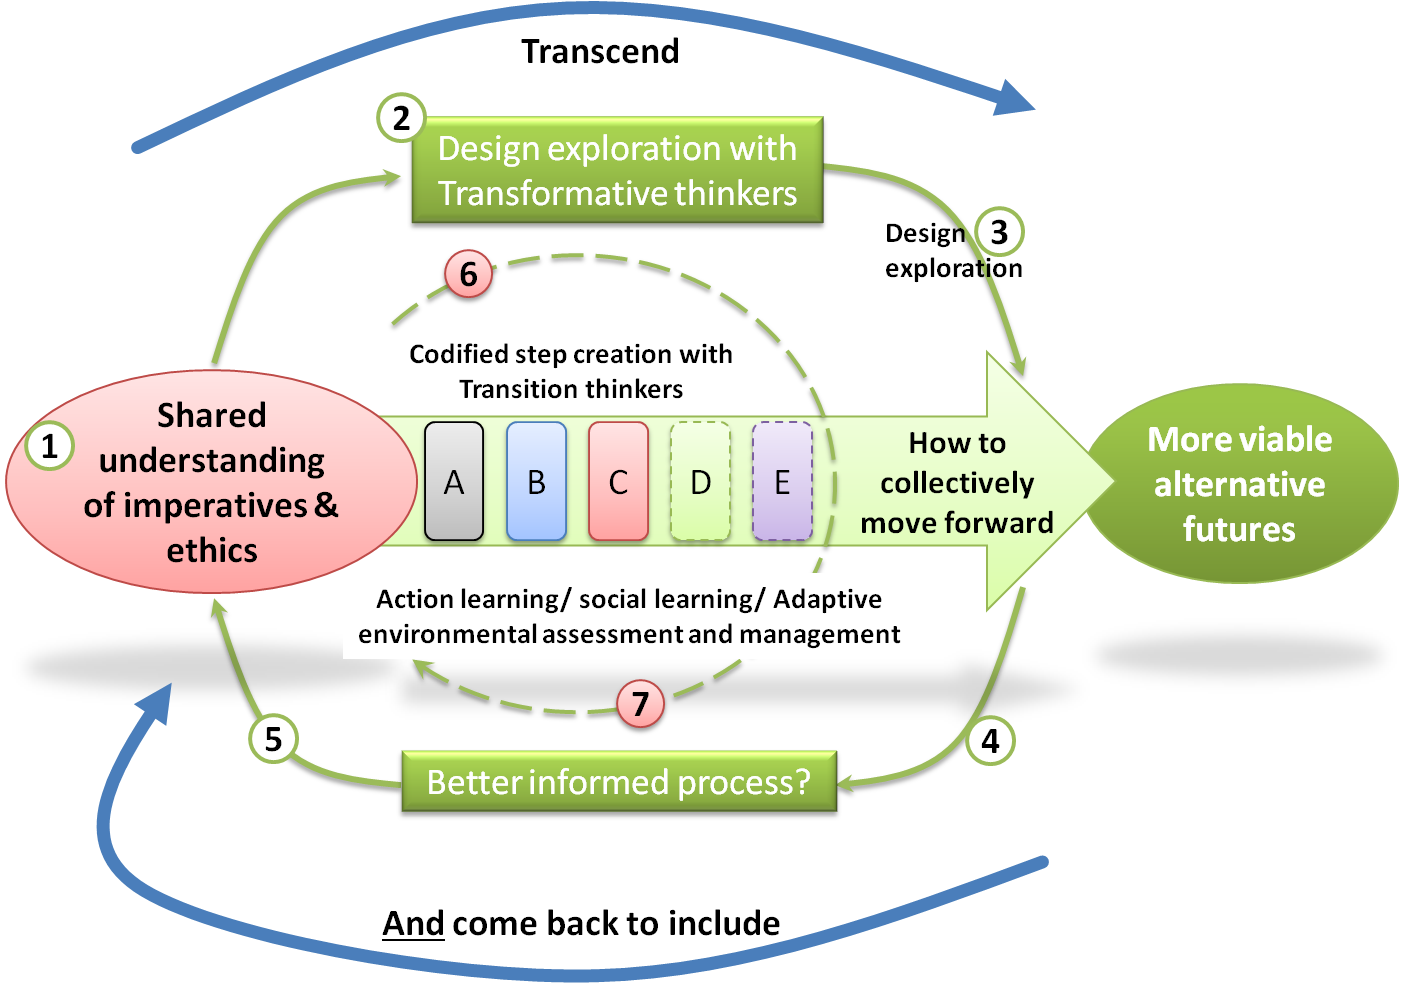 Transcend
2
Design exploration with
Transformative thinkers
Design
exploration
3
6
Codified step creation with
Transition thinkers
1
Shared
understanding
of imperatives &
ethics
A
B
C
D
E
How to
collectively
move forward
More viable
alternative
futures
Action learning/ social learning/ Adaptive
environmental assessment and management
7
5
4
Better informed process?
And come back to include